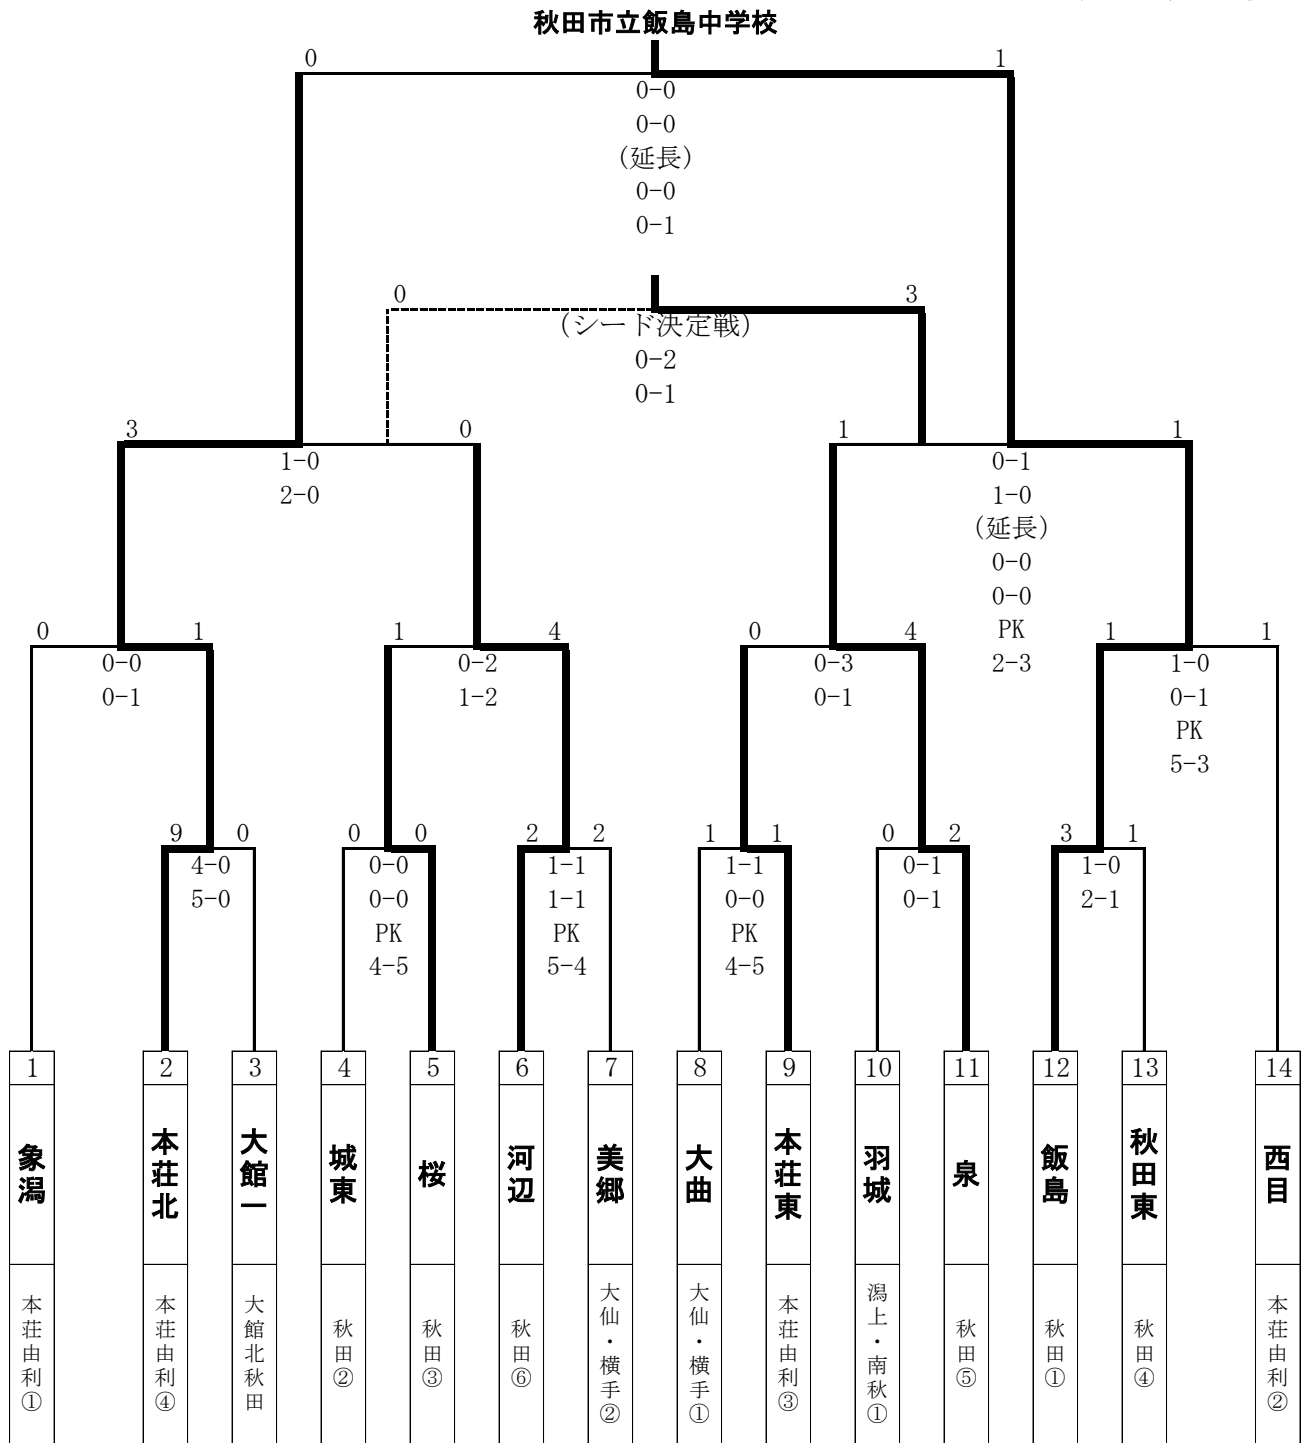 秋田市立飯島中学校
0
1
0-0
0-0
(延長)
0-0
0-1
0
3
(シード決定戦)
0-2
0-1
3
0
1-0
2-0
1
1
0-1
1-0
(延長)
0-0
0-0
PK
2-3
0
1
0-0
0-1
1
4
0-2
1-2
0
4
0-3
0-1
1
1
1-0
0-1
PK
5-3
9
0
4-0
5-0
0
0
0-0
0-0
PK
4-5
2
2
1-1
1-1
PK
5-4
1
1
1-1
0-0
PK
4-5
0
2
0-1
0-1
3
1
1-0
2-1
1
象潟
本荘由利①
2
本荘北
本荘由利④
3
大館一
大館北秋田
4
城東
秋田②
5
桜
秋田③
6
河辺
秋田⑥
7
美郷
大仙・横手②
8
大曲
大仙・横手①
9
本荘東
本荘由利③
10
羽城
潟上・南秋①
11
泉
秋田⑤
12
飯島
秋田①
13
秋田東
秋田④
14
西目
本荘由利②